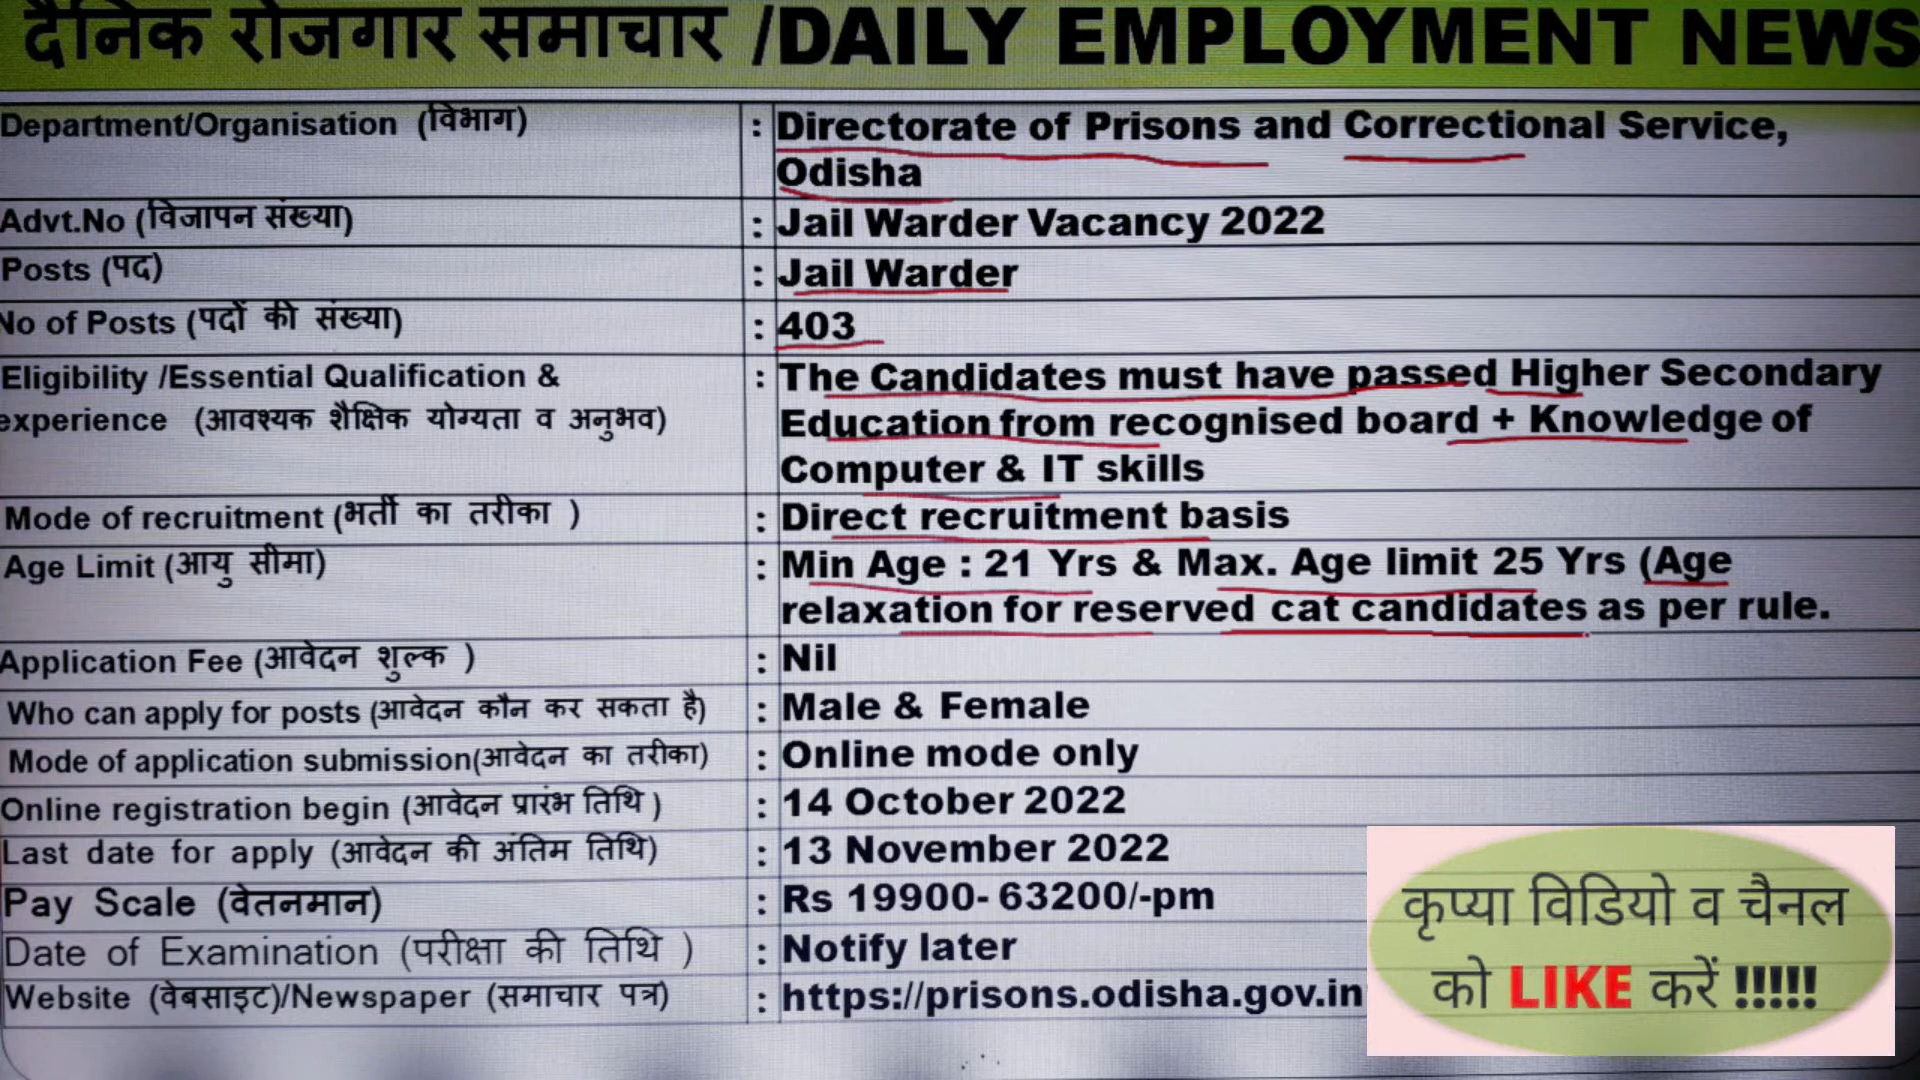 दैनिक रोजगार समाचार /DAILY EMPLOYMENT NEWS
Department/Organisation (विभाग) : Directorate of Prisons and Correctional Service,
Odisha
Advt.No (विजापन संख्या) : Jail Warder Vacancy 2022
Posts (पद) : Jail Warder
No of Posts (पदों की संख्या) : 403
Eligibility /Essential Qualification & : The Candidates must have passed Higher Secondary
experience (आवश्यक शैक्षिक योग्यता व अनुभव) Education from recognised board + Knowledge of
Computer & IT skills
Mode of recruitment (भर्ती का तरीका ) : Direct recruitment basis
Age Limit (आयु सीमा) : Min Age : 21 Yrs & Max. Age limit 25 Yrs (Age
relaxation for reserved cat candidates as per rule.
Application Fee (आवेदन शुल्क ) : Nil
Who can apply for posts (आवेदन कौन कर सकता है) : Male & Female
Mode of application submission(आवेदन का तरीका) : Online mode only
Online registration begin (आवेदन प्रारंभ तिथि ) : 14 October 2022
Last date for apply (आवेदन की अंतिम तिथि) : 13 November 2022
Pay Scale (वेतनमान) : Rs 19900- 63200/-pm
Date of Examination (परीक्षा की तिथि ) : Notify later
Website (वेबसाइट)/Newspaper (समाचार पत्र) : https://prisons.odisha.gov.in
कृप्या विडियो व चैनल
को LIKE करें !!!!!